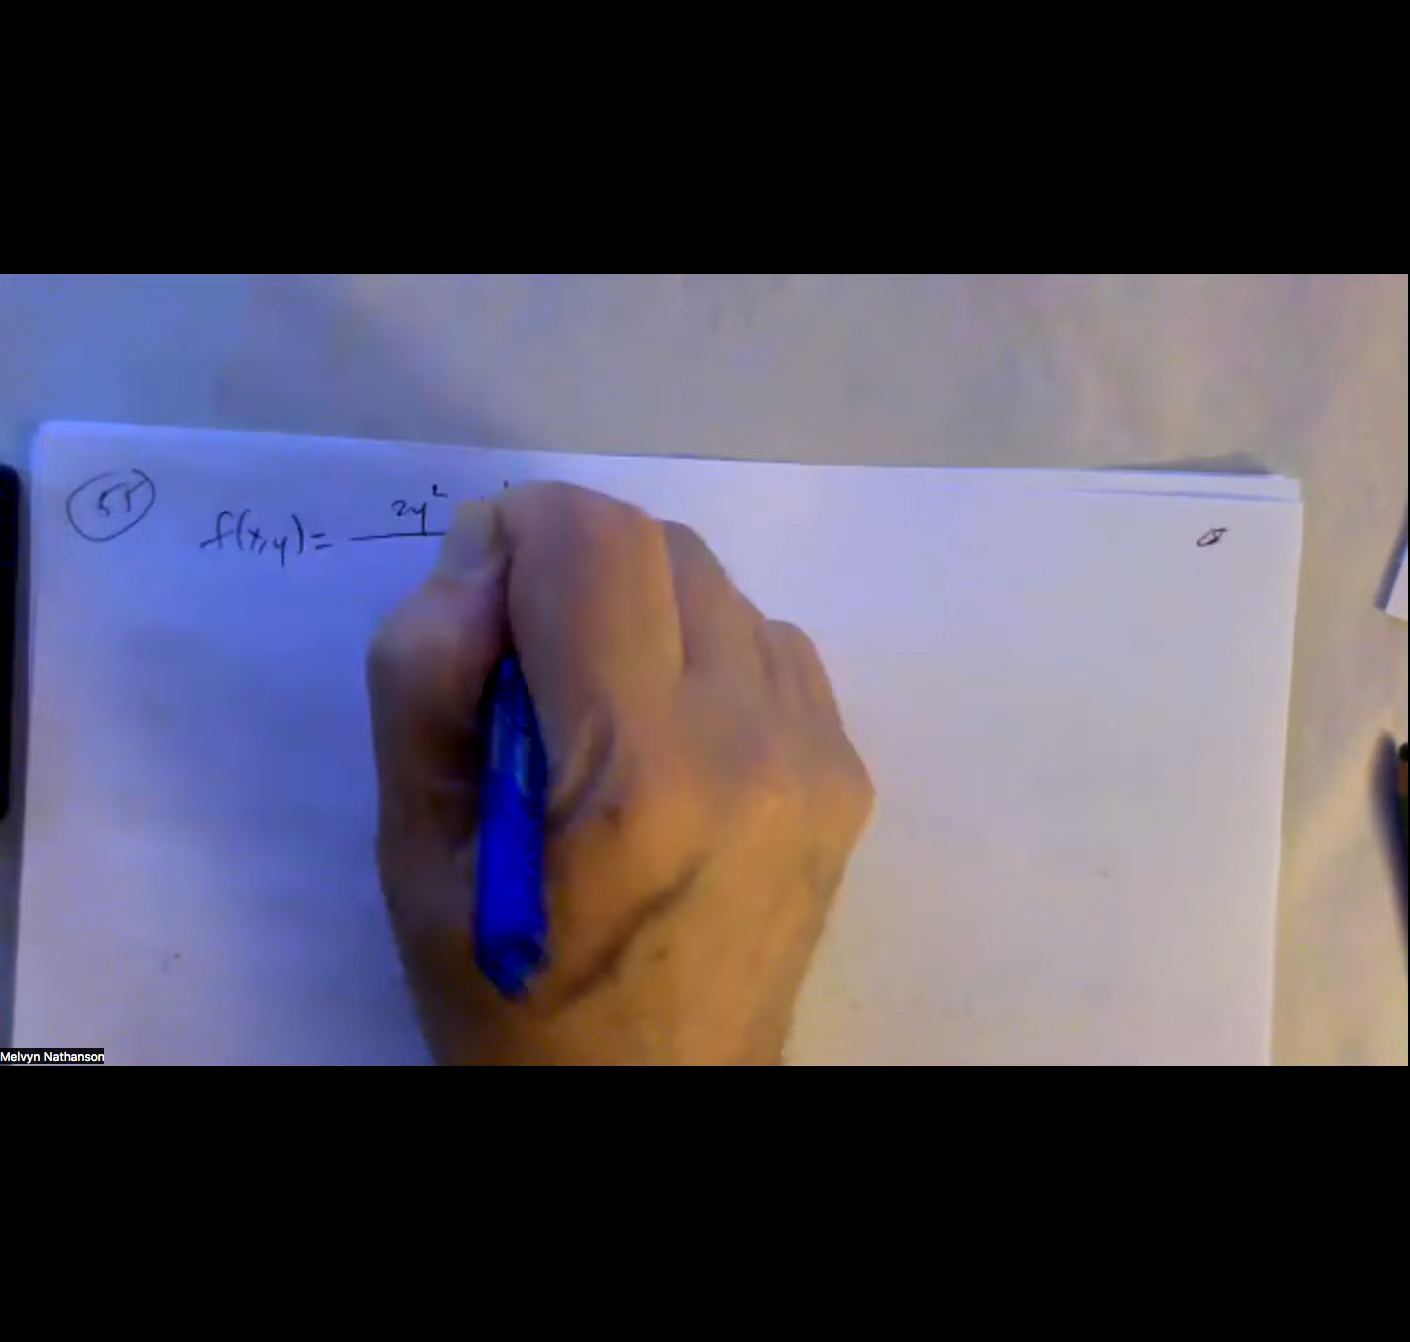 55 f(x,y) = 2y²
Melvyn Nathanson